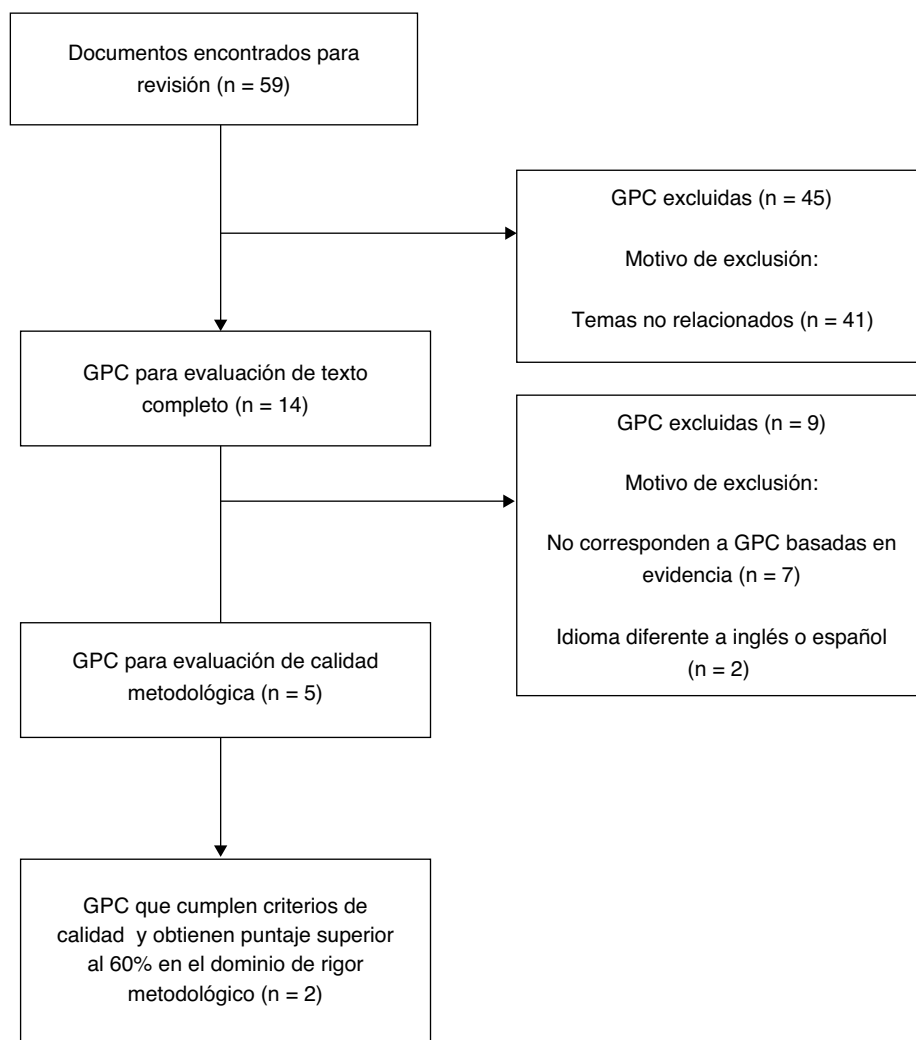 Documentos encontrados para
revisión (n = 59)
GPC excluidas (n = 45)
Motivo de exclusión:
Temas no relacionados (n = 41)
GPC para evaluación de texto
completo (n = 14)
GPC excluidas (n = 9)
Motivo de exclusión:
No corresponden a GPC basadas en
evidencia (n = 7)
Idioma diferente a inglés o español
(n = 2)
GPC para evaluación de calidad
metodológica (n = 5)
GPC que cumplen criterios de
calidad y obtienen puntaje superior
al 60% en el dominio de rigor
metodológico (n = 2)